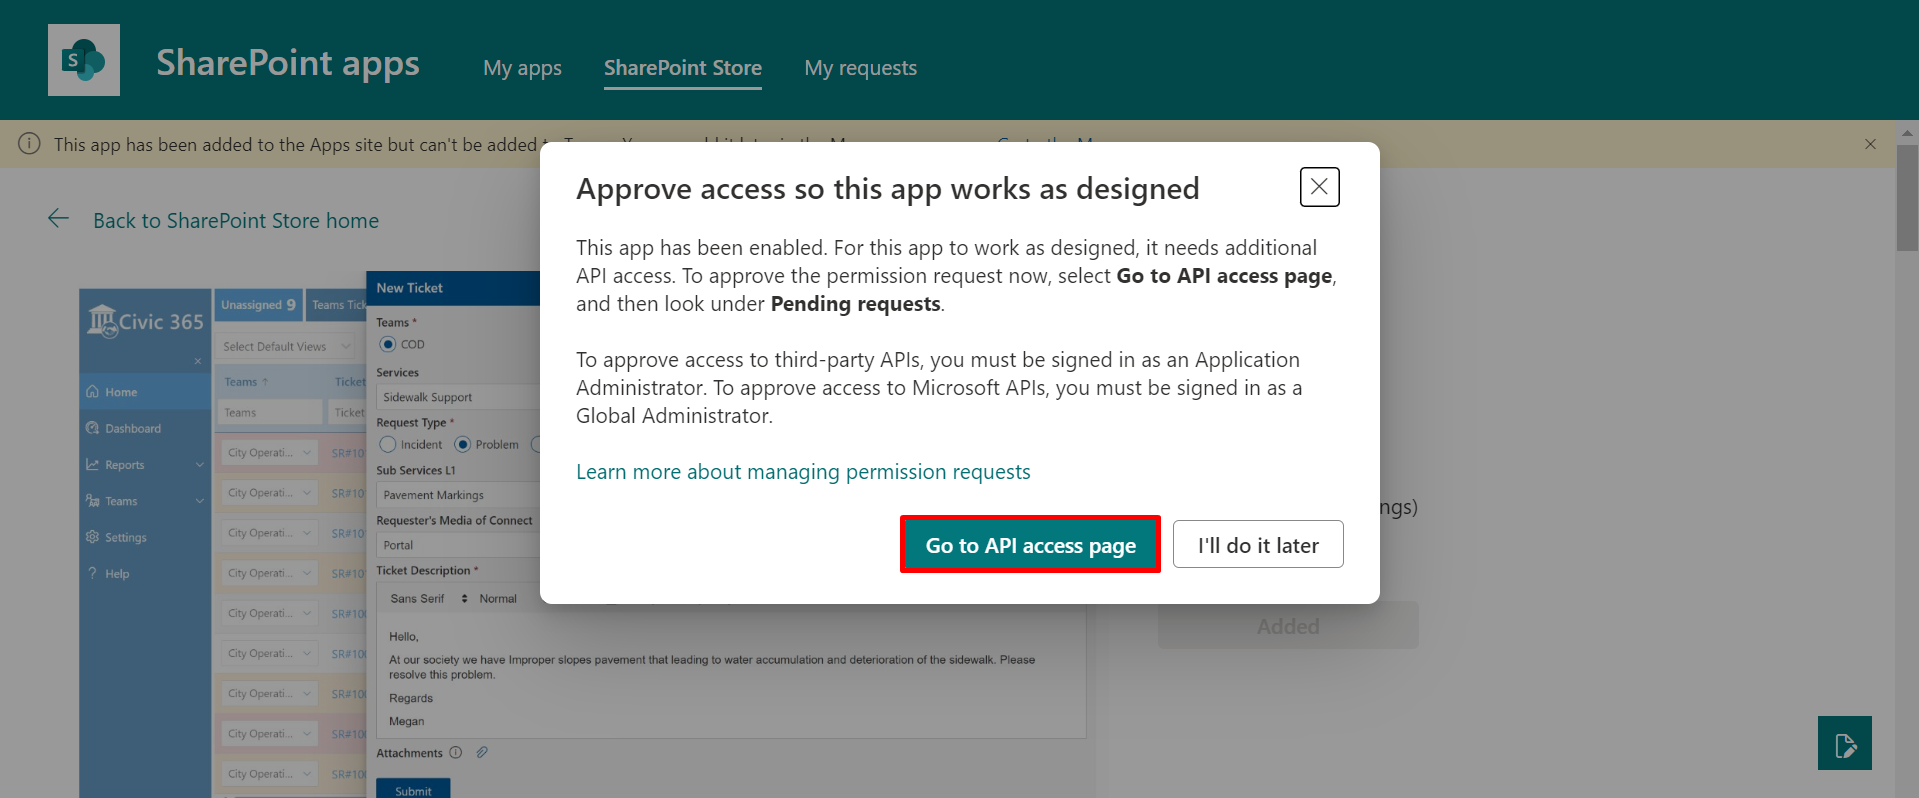 S
SharePoint apps
My apps
SharePoint Store
My requests
This app has been added to the Apps site but can't be added
Back to SharePoint Store home
Approve access so this app works as designed
This app has been enabled. For this app to work as designed, it needs additional
API access. To approve the permission request now, select Go to API access page,
and then look under Pending requests.
To approve access to third-party APIs, you must be signed in as an Application
Administrator. To approve access to Microsoft APIs, you must be signed in as a
Global Administrator.
Learn more about managing permission requests
Go to API access page
I'll do it later
ngs)
Added
Civic 365
Home
Dashboard
Reports
Teams
Settings
Help
Unassigned 9
Teams Tick
Select Default Views
Teams
Ticket
Teams
Ticket
City Operati...
SR#10
City Operati...
SR#10
City Operati...
SR#10
City Operati...
SR#10
City Operati...
SR#10
City Operati...
SR#10
City Operati...
SR#10
City Operati...
SR#10
City Operati...
SR#10
New Ticket
Teams *
COD
Services
Sidewalk Support
Request Type *
Incident
Problem
Sub Services L1
Pavement Markings
Requester's Media of Connect
Portal
Ticket Description *
Sans Serif
Normal
Hello,
At our society we have Improper slopes pavement that leading to water accumulation and deterioration of the sidewalk. Please
resolve this problem.
Regards
Megan
Attachments
Submit